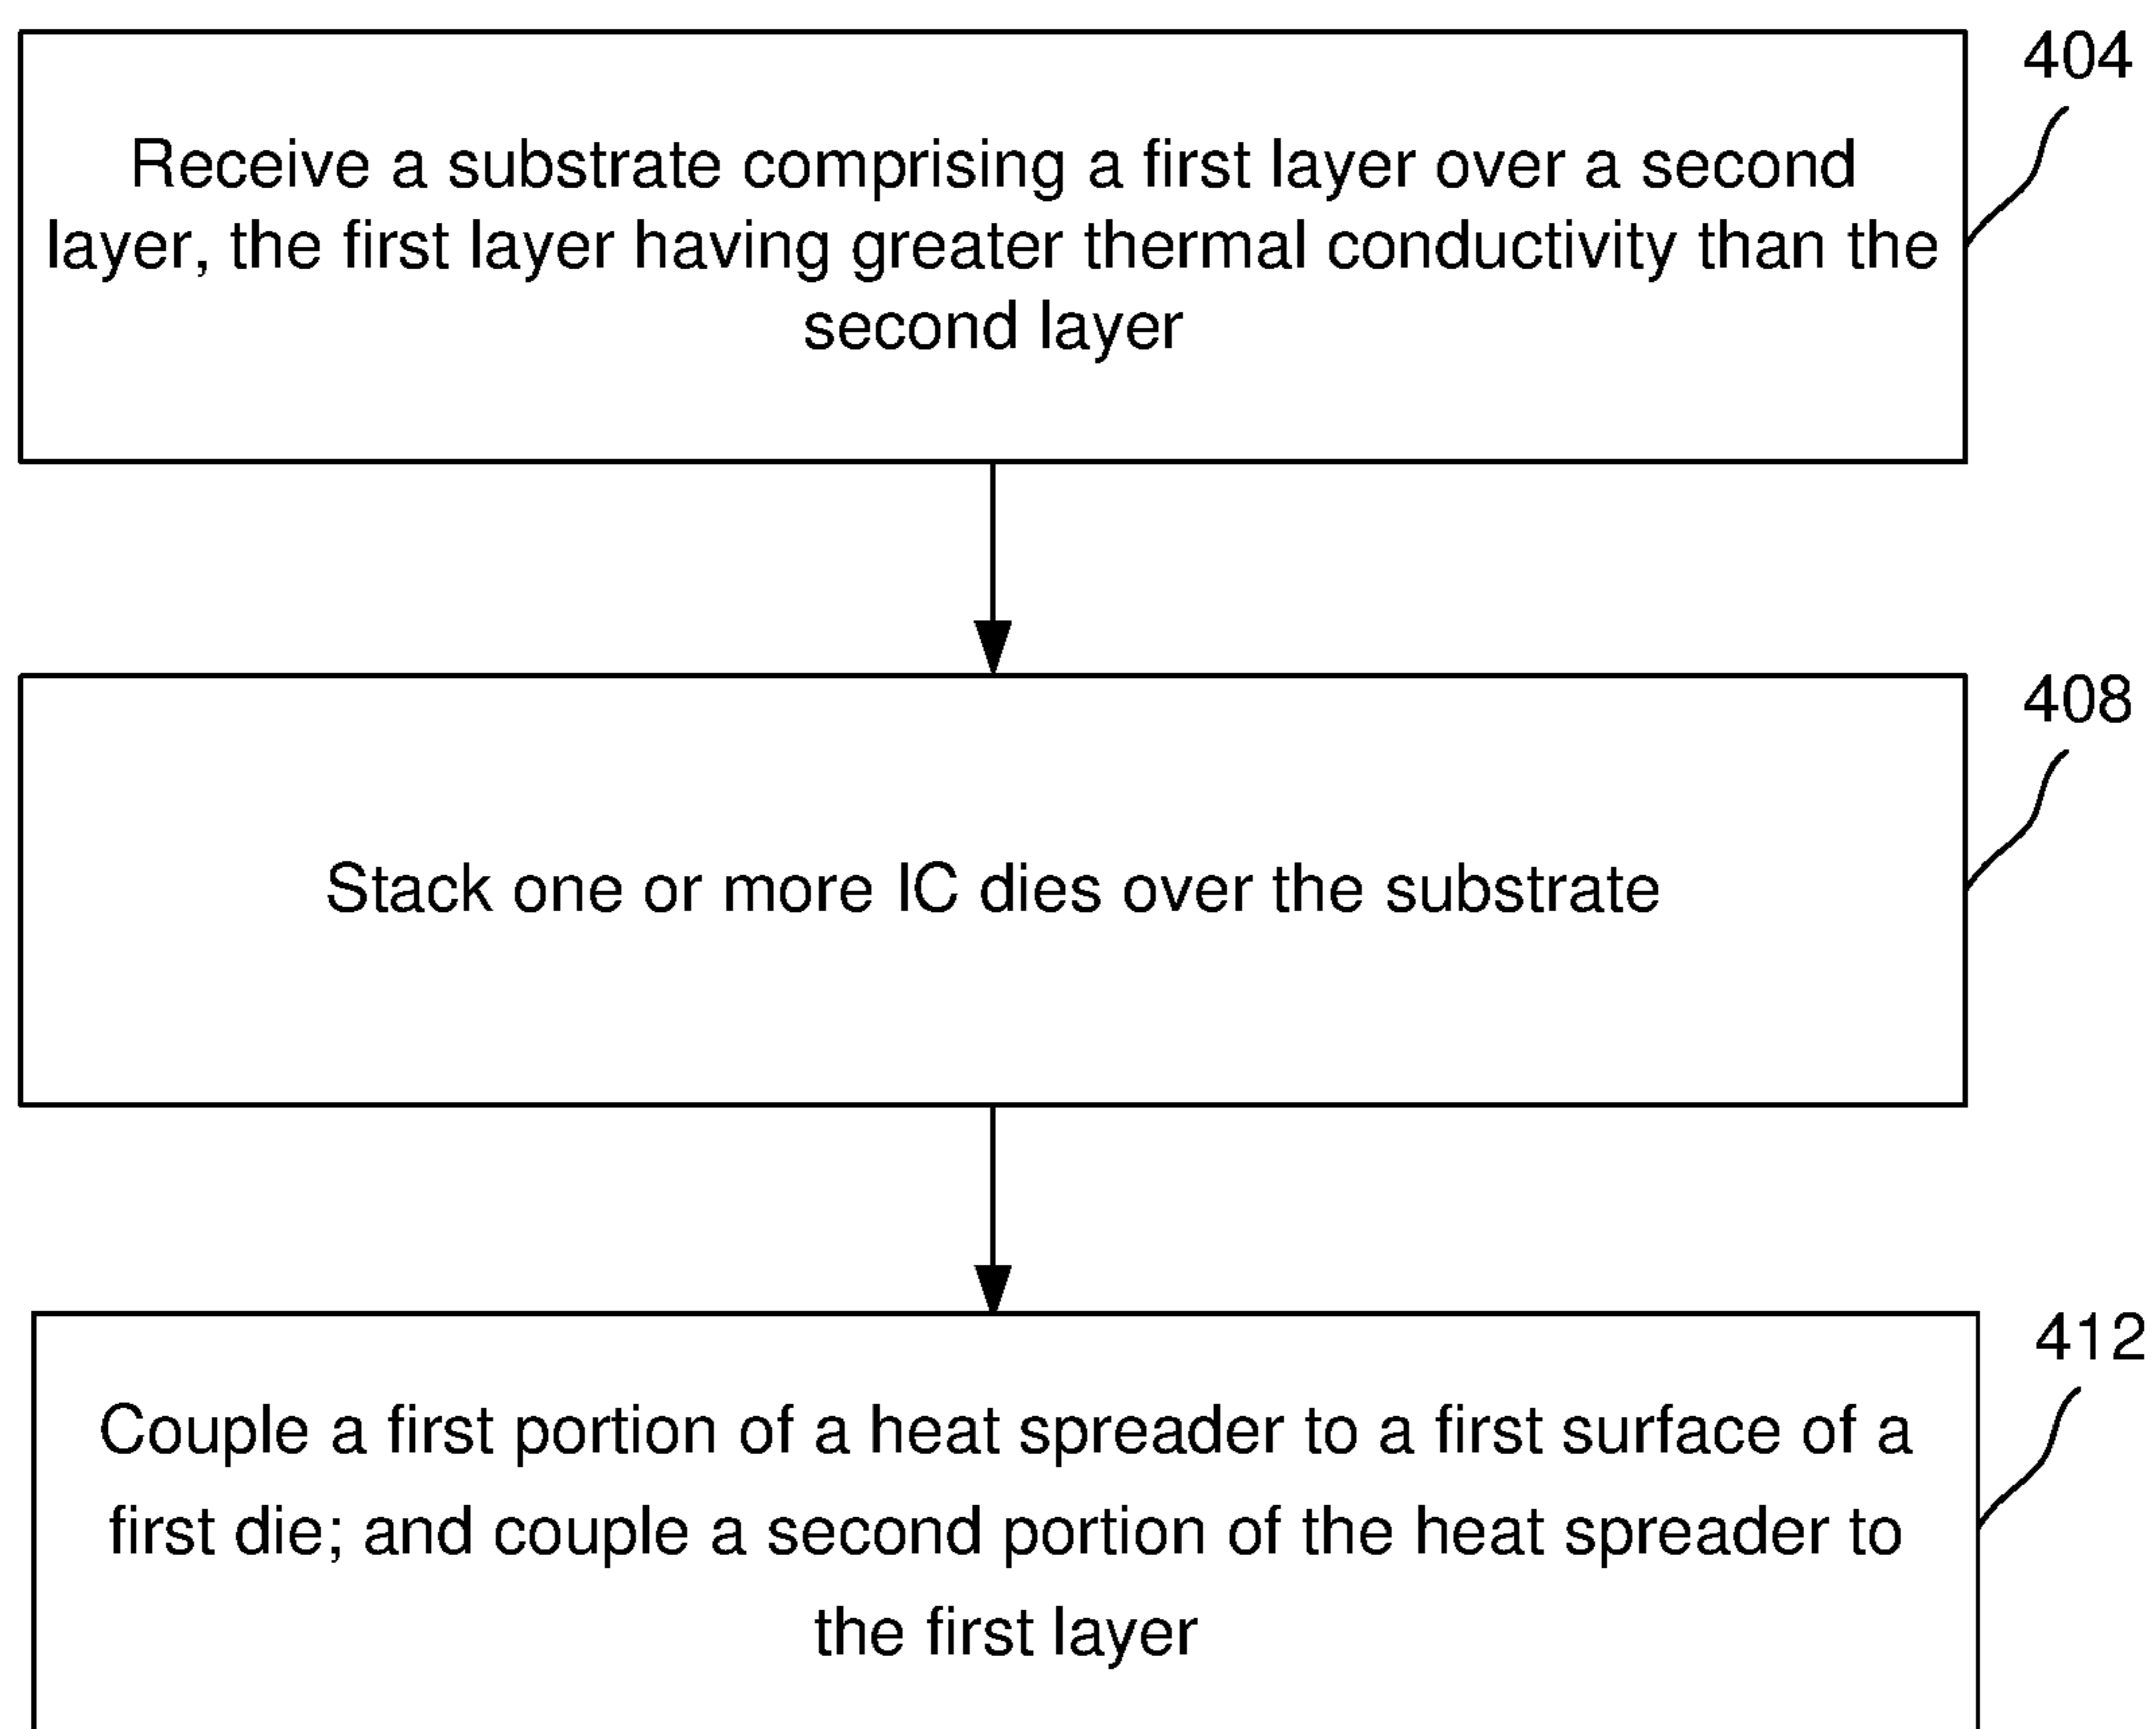 404
Receive a substrate comprising a first layer over a second
layer, the first layer having greater thermal conductivity than the
second layer
408
Stack one or more IC dies over the substrate
412
Couple a first portion of a heat spreader to a first surface of a
first die; and couple a second portion of the heat spreader to
the first layer